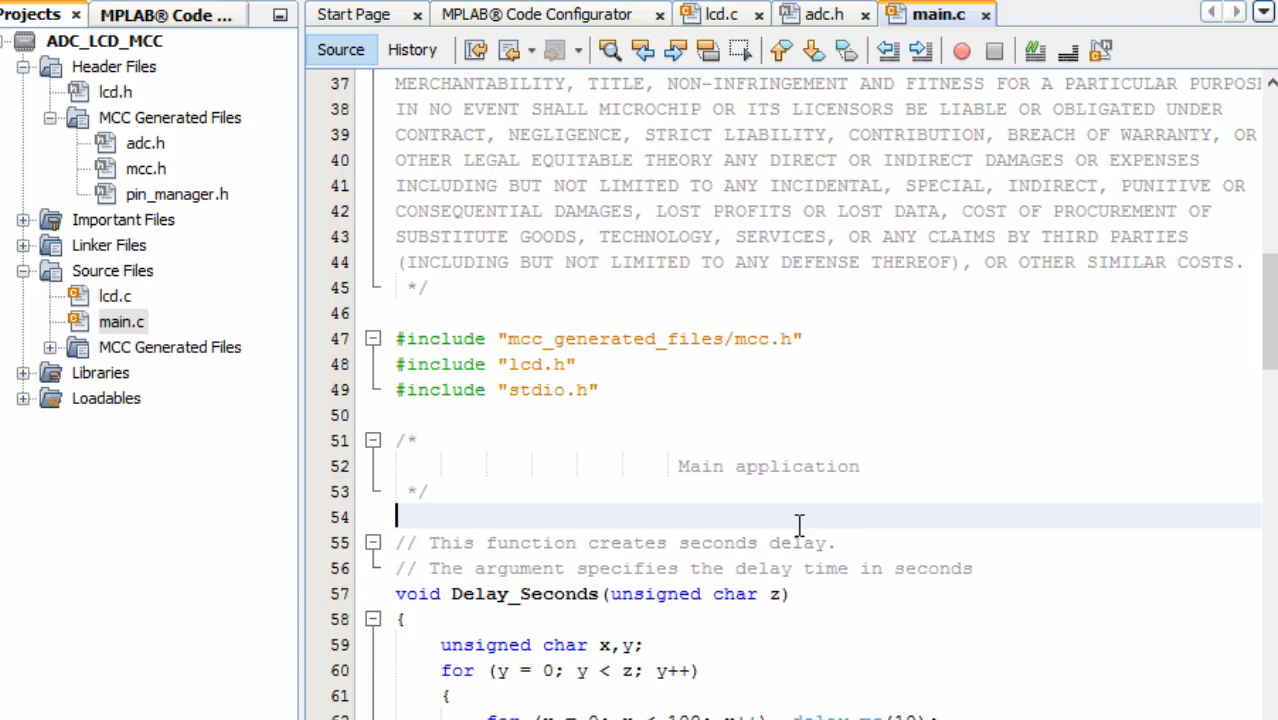 Projects
MPLAB® Code ...
Start Page
MPLAB® Code Configurator
lcd.c
adc.h
main.c
ADC_LCD_MCC
Header Files
lcd.h
MCC Generated Files
adc.h
mcc.h
pin_manager.h
Important Files
Linker Files
Source Files
lcd.c
main.c
MCC Generated Files
Libraries
Loadables
Source History
37 MERCHANTABILITY, TITLE, NON-INFRINGEMENT AND FITNESS FOR A PARTICULAR PURPOSE
38 IN NO EVENT SHALL MICROCHIP OR ITS LICENSORS BE LIABLE OR OBLIGATED UNDER
39 CONTRACT, NEGLIGENCE, STRICT LIABILITY, CONTRIBUTION, BREACH OF WARRANTY, OR
40 OTHER LEGAL EQUITABLE THEORY ANY DIRECT OR INDIRECT DAMAGES OR EXPENSES
41 INCLUDING BUT NOT LIMITED TO ANY INCIDENTAL, SPECIAL, INDIRECT, PUNITIVE OR
42 CONSEQUENTIAL DAMAGES, LOST PROFITS OR LOST DATA, COST OF PROCUREMENT OF
43 SUBSTITUTE GOODS, TECHNOLOGY, SERVICES, OR ANY CLAIMS BY THIRD PARTIES
44 (INCLUDING BUT NOT LIMITED TO ANY DEFENSE THEREOF), OR OTHER SIMILAR COSTS.
45 */
46
47 #include "mcc_generated_files/mcc.h"
48 #include "lcd.h"
49 #include "stdio.h"
50
51 /*
52 Main application
53 */
54
55 // This function creates seconds delay.
56 // The argument specifies the delay time in seconds
57 void Delay_Seconds(unsigned char z)
58 {
59 unsigned char x,y;
60 for (y = 0; y < z; y++)
61 {